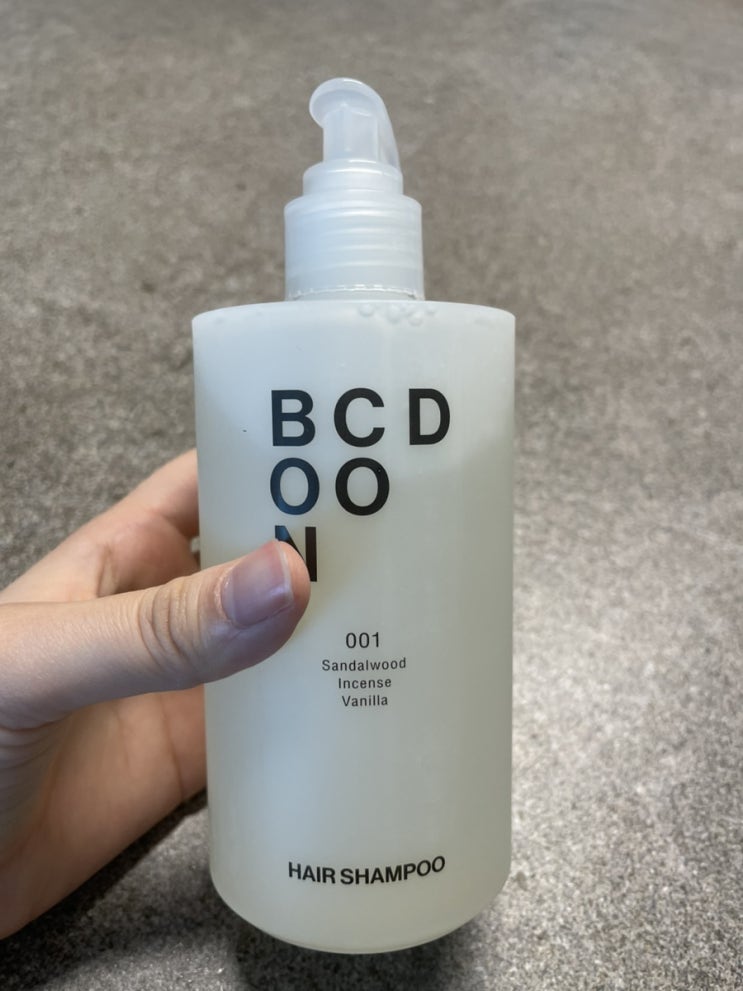 BCD
OO
N
001
Sandalwood
Incense
Vanilla
HAIR SHAMPOO